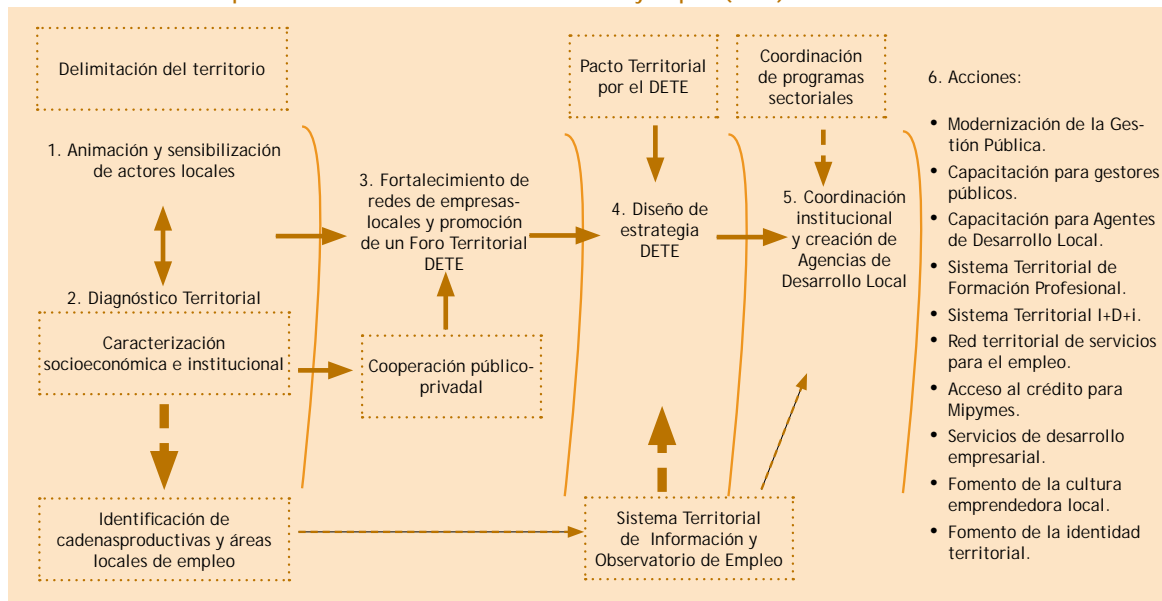 Delimitación del territorio
1. Animación y sensibilización
de actores locales
2. Diagnóstico Territorial
Caracterización
socioeconómica e institucional
Identificación de
cadenasproductivas y áreas
locales de empleo
3. Fortalecimiento de
redes de empresas-
locales y promoción
de un Foro Territorial
DETE
Cooperación público-
privadal
Pacto Territorial
por el DETE
4. Diseño de
estrategia
DETE
Sistema Territorial
de Información y
Observatorio de Empleo
Coordinación
de programas
sectoriales
5. Coordinación
institucional
y creación de
Agencias de
Desarrollo Local
6. Acciones:
• Modernización de la Ges-
tión Pública.
• Capacitación para gestores
públicos.
• Capacitación para Agentes
de Desarrollo Local.
• Sistema Territorial de
Formación Profesional.
• Sistema Territorial I+D+i.
• Red territorial de servicios
para el empleo.
• Acceso al crédito para
Mipymes.
• Servicios de desarrollo
empresarial.
• Fomento de la cultura
emprendedora local.
• Fomento de la identidad
territorial.